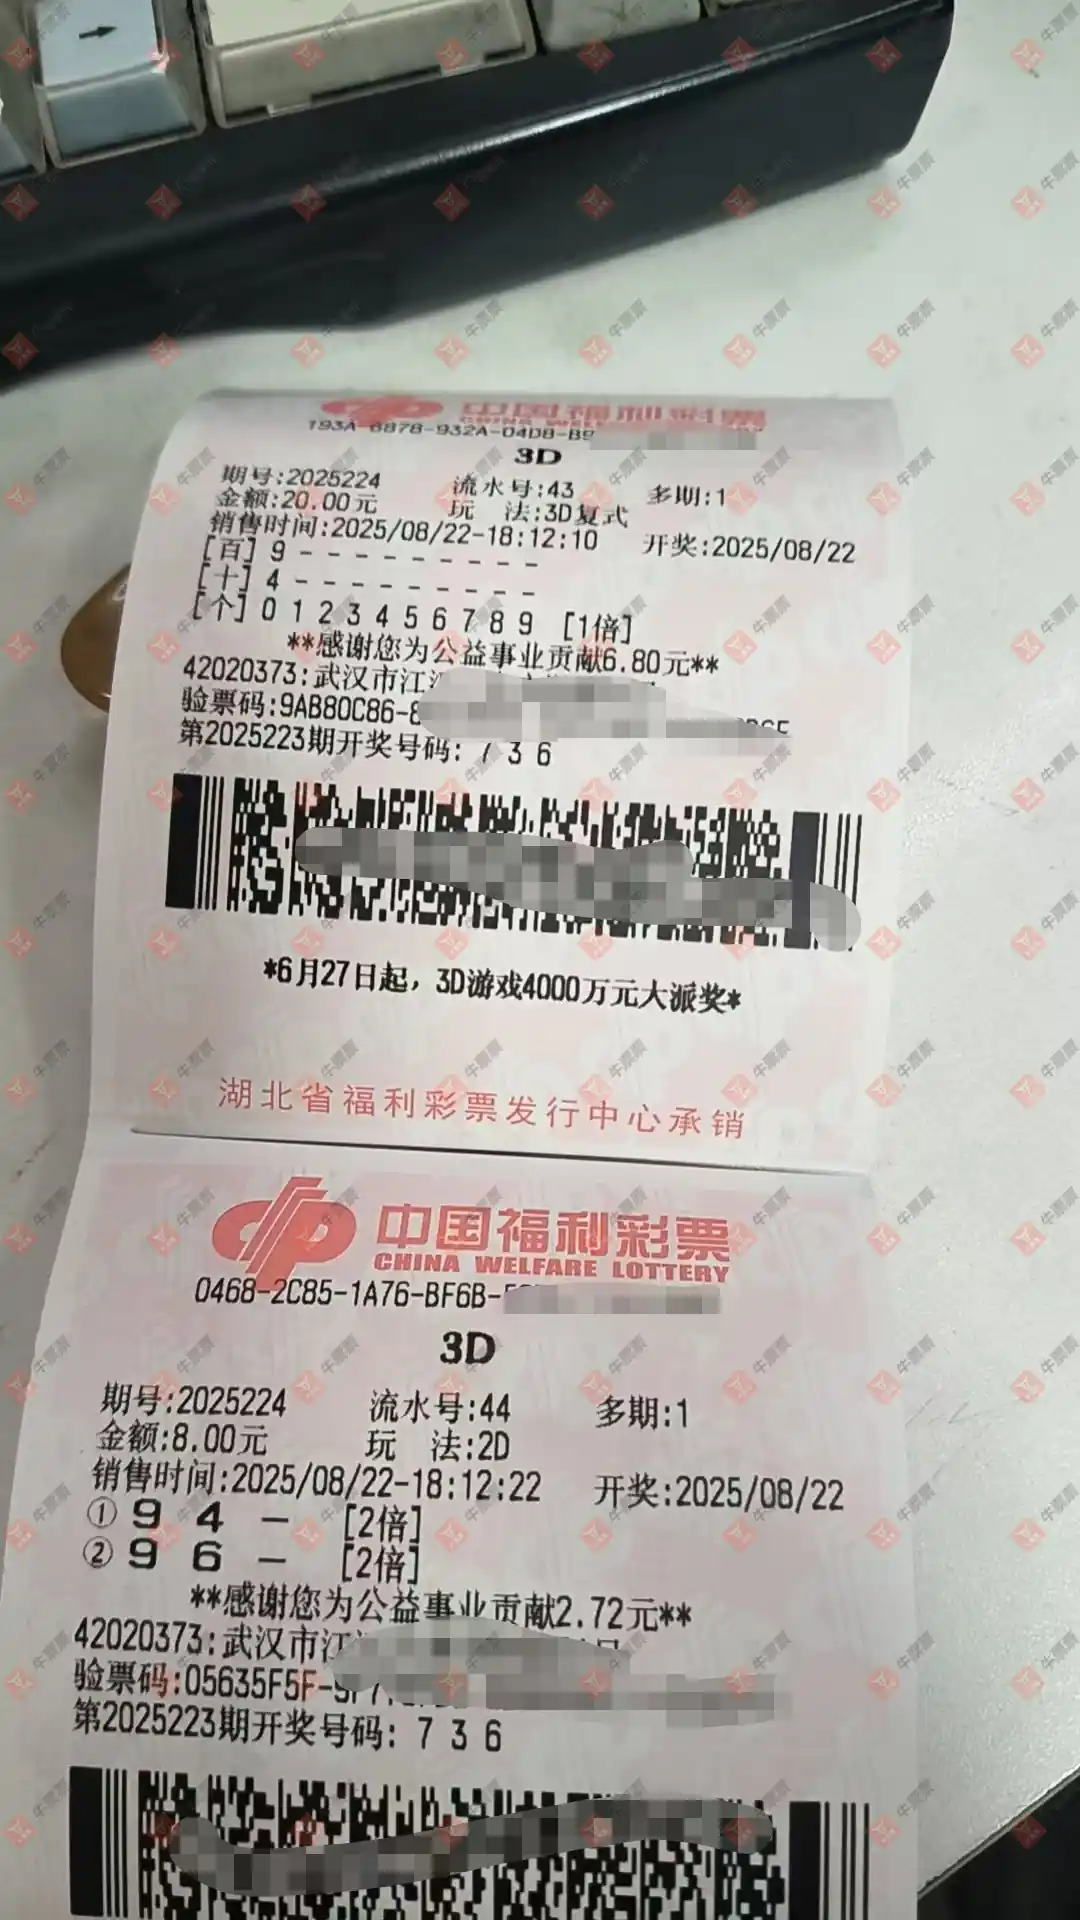 中国福利彩票
CHINA WELF
193A-8878-932A-04D8-B9
3D
期号:2025224 流水号:43 多期:1
金额:20.00元 玩 法:3D复式
销售时间:2025/08/22-18:12:10 开奖:2025/08/22
[百] 9 - - - - - - - - -
[十] 4 - - - - - - - - -
[个] 0 1 2 3 4 5 6 7 8 9 [1倍]
**感谢您为公益事业贡献6.80元**
42020373:武汉市江
验票码:9AB80C86-
第2025223期开奖号码: 7 3 6
*6月27日起，3D游戏4000万元大派奖*
湖北省福利彩票发行中心承销
中国福利彩票
CHINA WELFARE LOTTERY
0468-2C85-1A76-BF6B-
3D
期号:2025224 流水号:44 多期:1
金额:8.00元 玩 法:2D
销售时间:2025/08/22-18:12:22 开奖:2025/08/22
① 9 4 - [2倍]
② 9 6 - [2倍]
**感谢您为公益事业贡献2.72元**
42020373:武汉市江
验票码:05635F5F-
第2025223期开奖号码: 7 3 6
牛票票